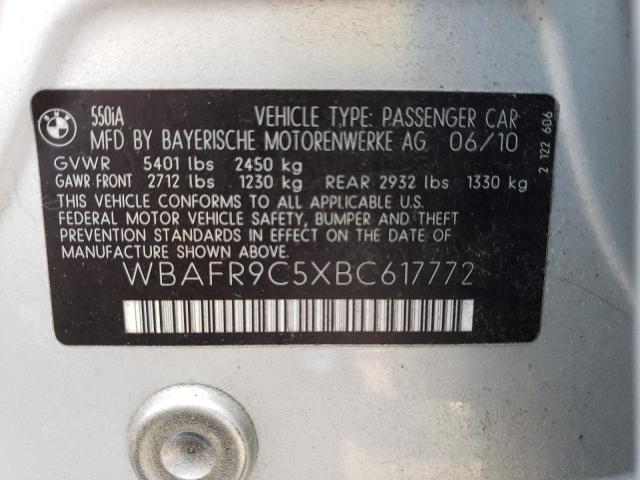 BMW
550iA VEHICLE TYPE: PASSENGER CAR
MFD BY BAYERISCHE MOTORENWERKE AG 06/10
GVWR 5401 lbs 2450 kg
GAWR FRONT 2712 lbs 1230 kg REAR 2932 lbs 1330 kg
THIS VEHICLE CONFORMS TO ALL APPLICABLE
FEDERAL MOTOR VEHICLE SAFETY, BUMPER AND THEFT
PREVENTION STANDARDS IN EFFECT ON THE DATE OF
MANUFACTURE SHOWN ABOVE.
WBAFR9C5XBC617772
2 122 606